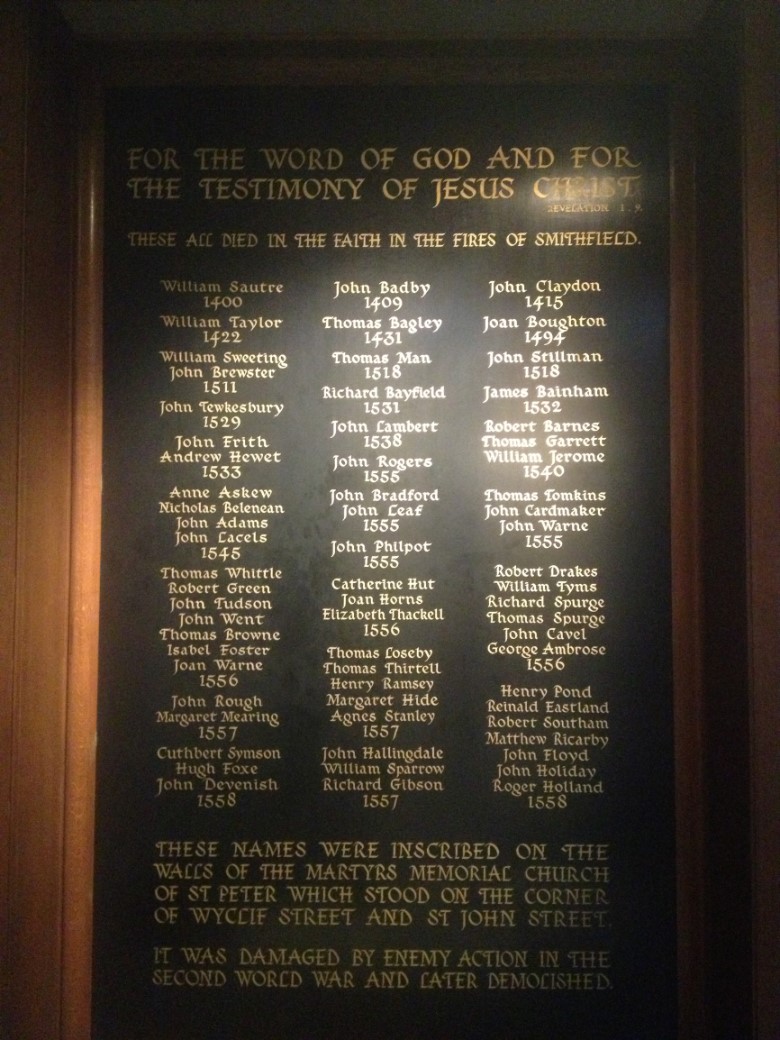 FOR THE WORD OF GOD AND FOR
THE TESTIMONY OF JESUS CHRIST
REVELATION 1. 9.
THESE ALL DIED IN THE FAITH IN THE FIRES OF SMITHFIELD.
William Sautre
1400
William Taylor
1422
William Sweeting
John Brewster
1511
John Tewkesbury
1529
John Frith
Andrew Hewet
1533
Anne Askew
Nicholas Belenean
John Adams
John Lacels
1545
Thomas Whittle
Robert Green
John Tudson
John Went
Thomas Browne
Isabel Foster
Joan Warne
1556
John Rough
Margaret Mearing
1557
Cuthbert Symson
Hugh Foxe
John Devenish
1558
John Badby
1409
Thomas Bagley
1431
Thomas Man
1518
Richard Bayfield
1531
John Lambert
1538
John Rogers
1555
John Bradford
John Leaf
1555
John Philpot
1555
Catherine Hut
Joan Horns
Elizabeth Thackell
1556
Thomas Loseby
Thomas Thirtell
Henry Ramsey
Margaret Hide
Agnes Stanley
1557
John Hallingdale
William Sparrow
Richard Gibson
1557
John Claydon
1415
Joan Boughton
1494
John Stillman
1518
James Bainham
1532
Robert Barnes
Thomas Garrett
William Jerome
1540
Thomas Tomkins
John Cardmaker
John Warne
1555
Robert Drakes
William Tyms
Richard Spurge
Thomas Spurge
John Cavel
George Ambrose
1556
Henry Pond
Reinald Eastland
Robert Southam
Matthew Ricarby
John Floyd
John Holiday
Roger Holland
1558
THESE NAMES WERE INSCRIBED ON THE
WALLS OF THE MARTYRS MEMORIAL CHURCH
OF ST PETER WHICH STOOD ON THE CORNER
OF WYCLIF STREET AND ST JOHN STREET.
IT WAS DAMAGED BY ENEMY ACTION IN THE
SECOND WORLD WAR AND LATER DEMOLISHED.